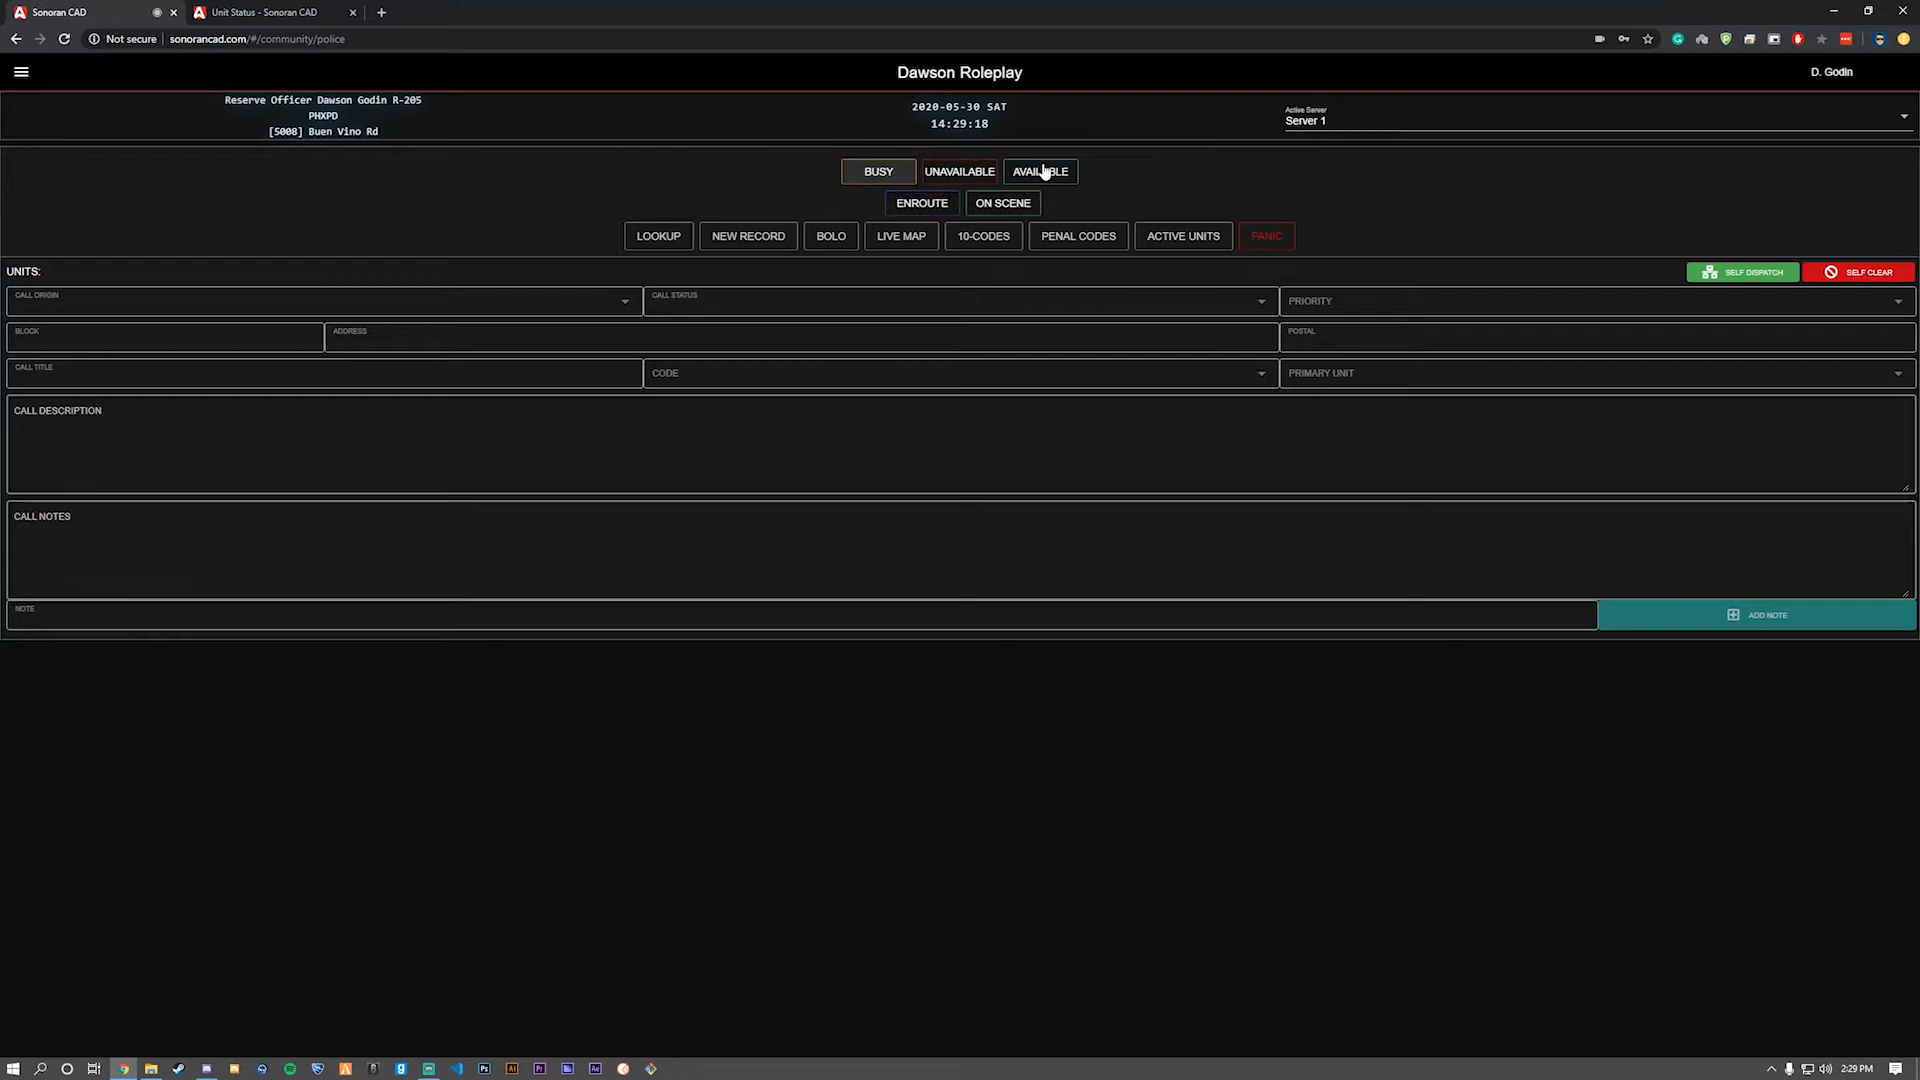 Sonoran CAD
Unit Status - Sonoran CAD
Not secure
sonorancad.com/#/community/police
Dawson Roleplay
D. Godin
Reserve Officer Dawson Godin R-205
PHXPD
[5008] Buen Vino Rd
2020-05-30 SAT
14:29:18
Active Server
Server 1
BUSY
UNAVAILABLE
AVAILABLE
ENROUTE
ON SCENE
LOOKUP
NEW RECORD
BOLO
LIVE MAP
10-CODES
PENAL CODES
ACTIVE UNITS
PANIC
UNITS:
SELF DISPATCH
SELF CLEAR
CALL ORIGIN
CALL STATUS
PRIORITY
BLOCK
ADDRESS
POSTAL
CALL TITLE
CODE
PRIMARY UNIT
CALL DESCRIPTION
CALL NOTES
NOTE
ADD NOTE
2:29 PM